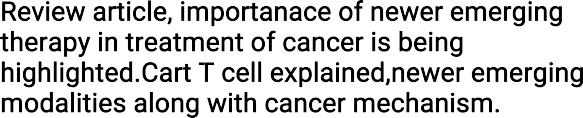 Review article, importanace of newer emerging
therapy in treatment of cancer is being
highlighted.Cart T cell explained,newer emerging
modalities along with cancer mechanism.